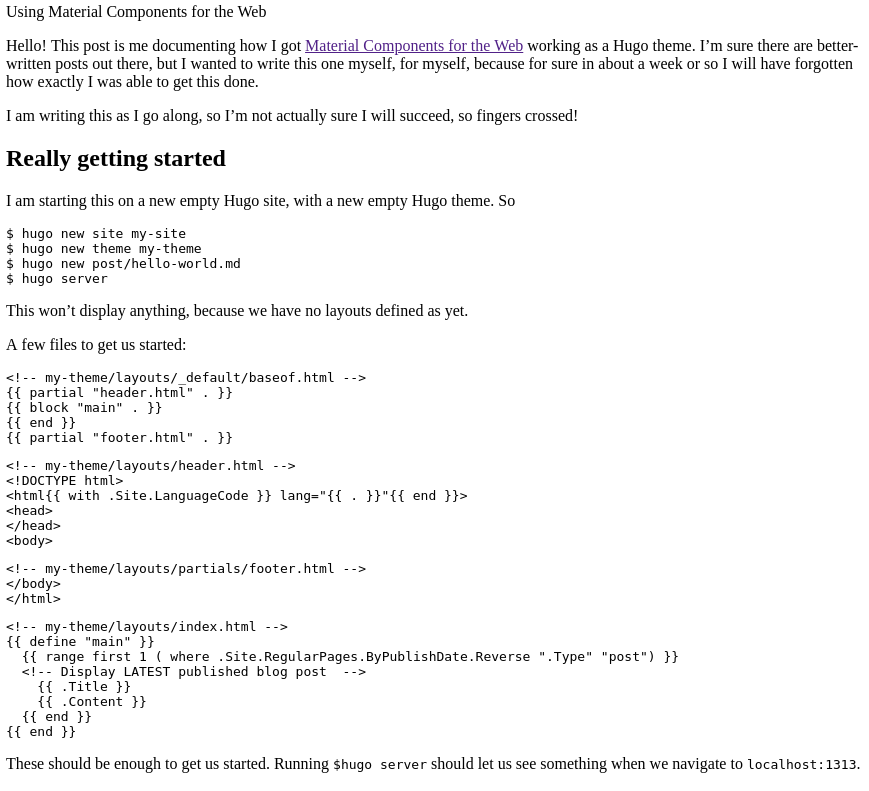 Using Material Components for the Web
Hello! This post is me documenting how I got Material Components for the Web working as a Hugo theme. I’m sure there are better-
written posts out there, but I wanted to write this one myself, for myself, because for sure in about a week or so I will have forgotten
how exactly I was able to get this done.
I am writing this as I go along, so I’m not actually sure I will succeed, so fingers crossed!
Really getting started
I am starting this on a new empty Hugo site, with a new empty Hugo theme. So
$ hugo new site my-site
$ hugo new theme my-theme
$ hugo new post/hello-world.md
$ hugo server
This won’t display anything, because we have no layouts defined as yet.
A few files to get us started:
<!-- my-theme/layouts/_default/baseof.html -->
{{ partial "header.html" . }}
{{ block "main" . }}
{{ end }}
{{ partial "footer.html" . }}
<!-- my-theme/layouts/header.html -->
<!DOCTYPE html>
<html{{ with .Site.LanguageCode }} lang="{{ . }}"{{ end }}>
<head>
</head>
<body>
<!-- my-theme/layouts/partials/footer.html -->
</body>
</html>
<!-- my-theme/layouts/index.html -->
{{ define "main" }}
  {{ range first 1 ( where .Site.RegularPages.ByPublishDate.Reverse ".Type" "post") }}
  <!-- Display LATEST published blog post  -->
    {{ .Title }}
    {{ .Content }}
  {{ end }}
{{ end }}
These should be enough to get us started. Running $hugo server should let us see something when we navigate to localhost:1313.